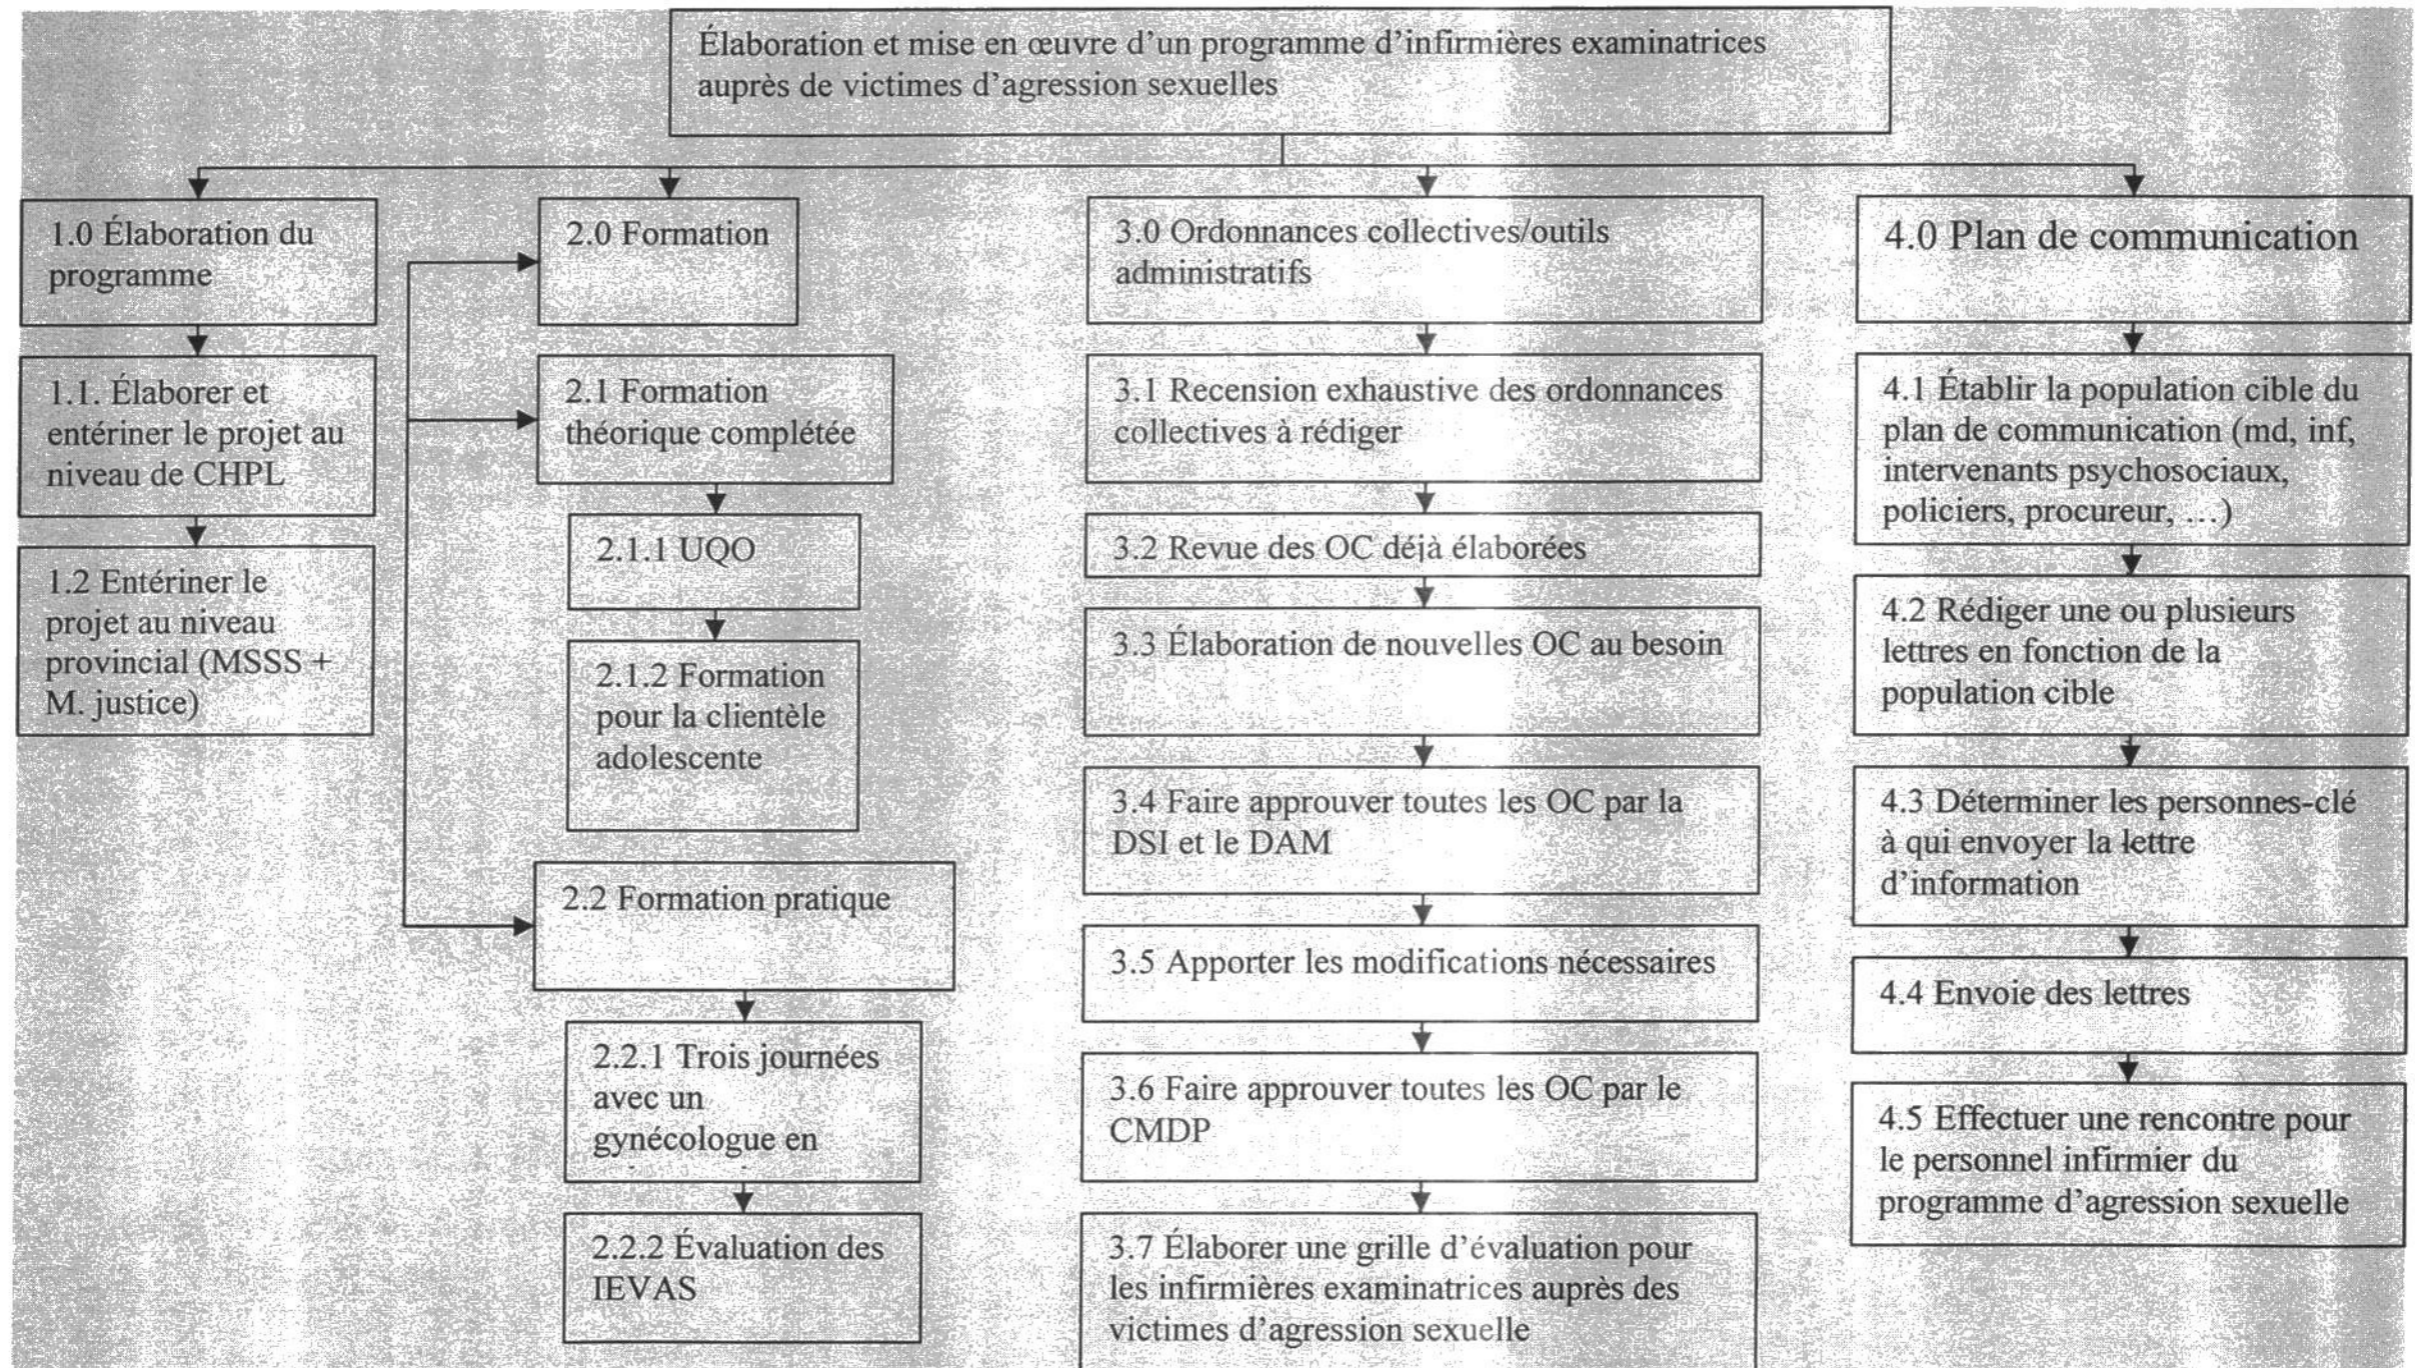 Élaboration et mise en œuvre d'un programme d'infirmières examinatrices
auprès de victimes d'agression sexuelles
1.0 Élaboration du
programme
1.1. Élaborer et
entériner le projet au
niveau de CHPL
1.2 Entériner le
projet au niveau
provincial (MSSS +
M. justice)
2.0 Formation
2.1 Formation
théorique complétée
2.1.1 UQO
2.1.2 Formation
pour la clientèle
adolescente
2.2 Formation pratique
2.2.1 Trois journées
avec un
gynécologue en
2.2.2 Évaluation des
IEVAS
3.0 Ordonnances collectives/outils
administratifs
3.1 Recension exhaustive des ordonnances
collectives à rédiger
3.2 Revue des OC déjà élaborées
3.3 Élaboration de nouvelles OC au besoin
3.4 Faire approuver toutes les OC par la
DSI et le DAM
3.5 Apporter les modifications nécessaires
3.6 Faire approuver toutes les OC par le
CMDP
3.7 Élaborer une grille d'évaluation pour
les infirmières examinatrices auprès des
victimes d'agression sexuelle
4.0 Plan de communication
4.1 Établir la population cible du
plan de communication (md, inf,
intervenants psychosociaux,
policiers, procureur, …)
4.2 Rédiger une ou plusieurs
lettres en fonction de la
population cible
4.3 Déterminer les personnes-clé
à qui envoyer la lettre
d'information
4.4 Envoie des lettres
4.5 Effectuer une rencontre pour
le personnel infirmier du
programme d'agression sexuelle